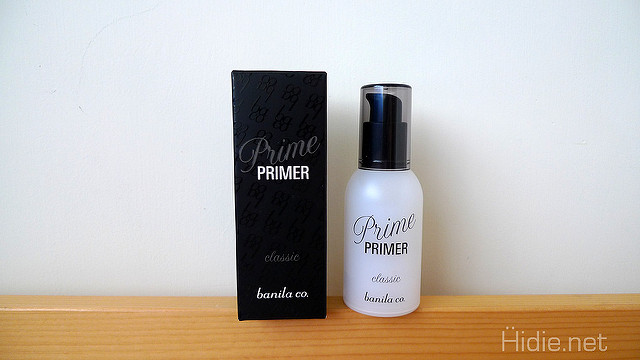 Prime
PRIMER
classic
banila co.
Prime
PRIMER
classic
banila co.
Hidie.net